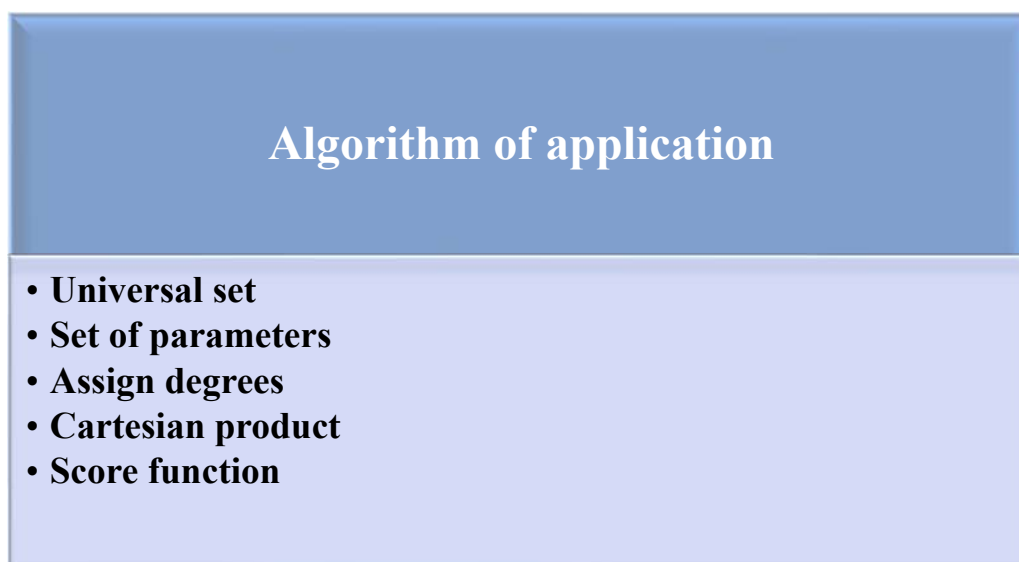 Algorithm of application
• Universal set
• Set of parameters
• Assign degrees
• Cartesian product
• Score function